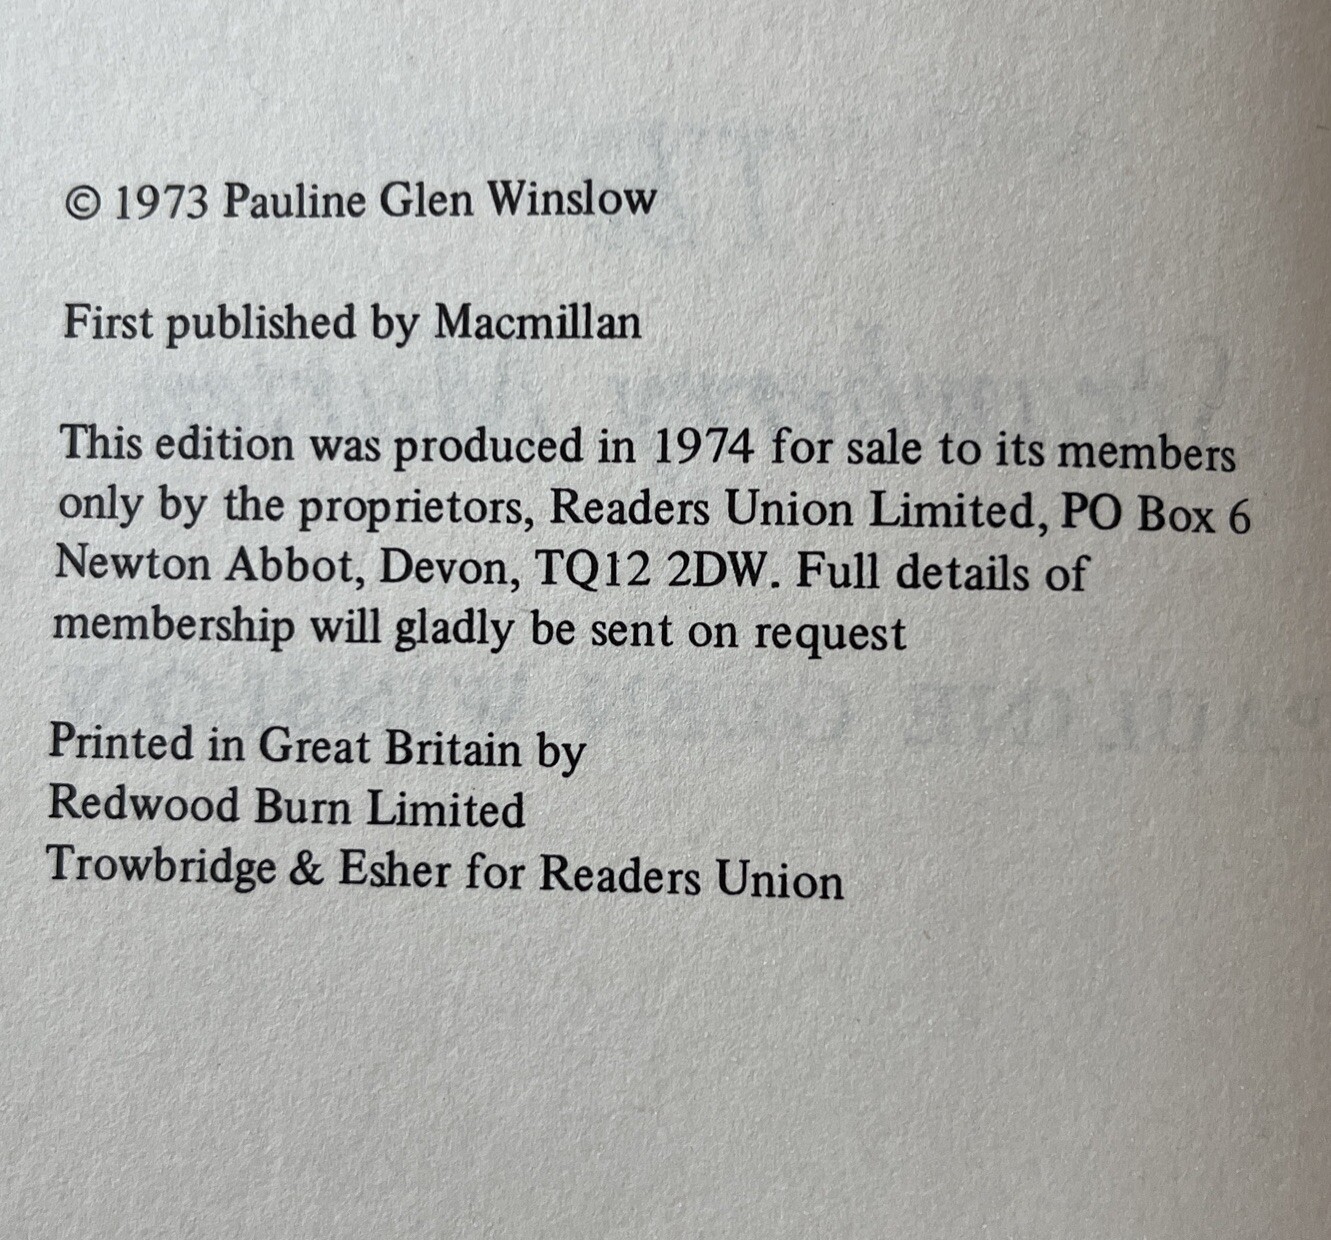 © 1973 Pauline Glen Winslow
First published by Macmillan
This edition was produced in 1974 for sale to its members
only by the proprietors, Readers Union Limited, PO Box 6
Newton Abbot, Devon, TQ12 2DW. Full details of
membership will gladly be sent on request
Printed in Great Britain by
Redwood Burn Limited
Trowbridge & Esher for Readers Union